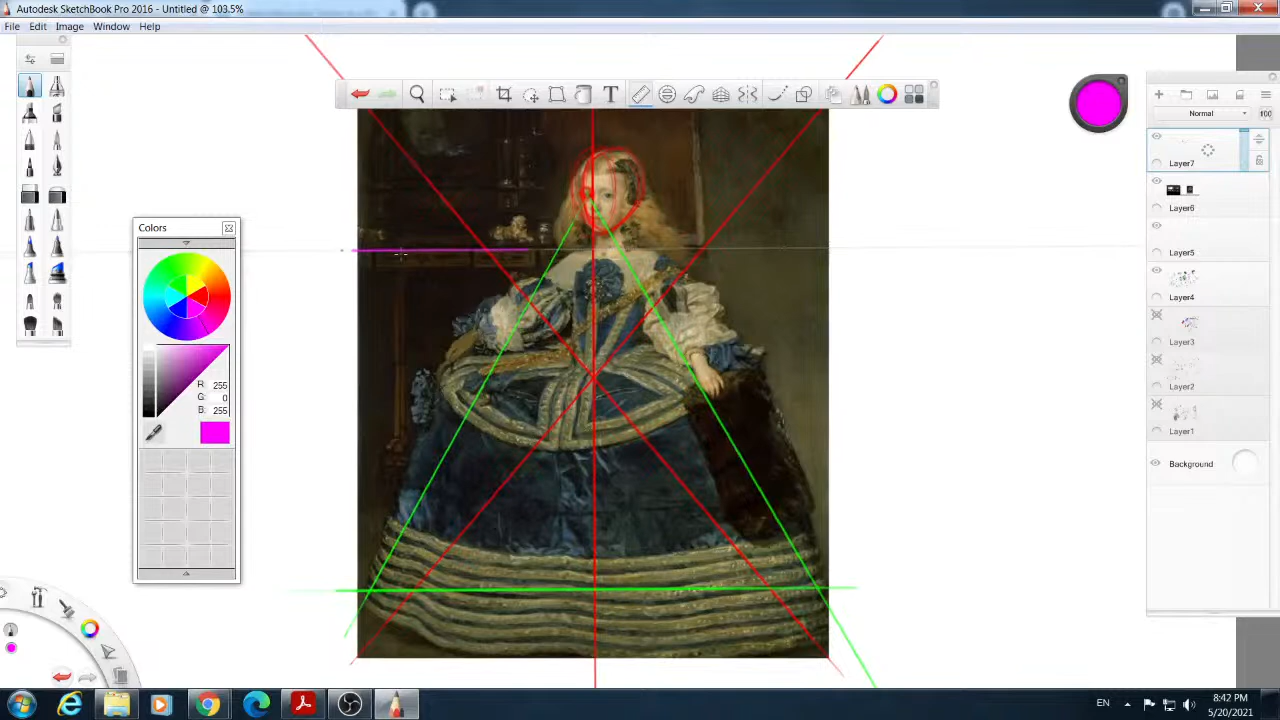 Autodesk SketchBook Pro 2016 - Untitled @ 103.5%
File Edit Image Window Help
Normal 100
Layer7
Layer6
Layer5
Layer4
Layer3
Layer2
Layer1
Background
Colors
R: 255
G: 0
B: 255
EN
8:42 PM
5/20/2021